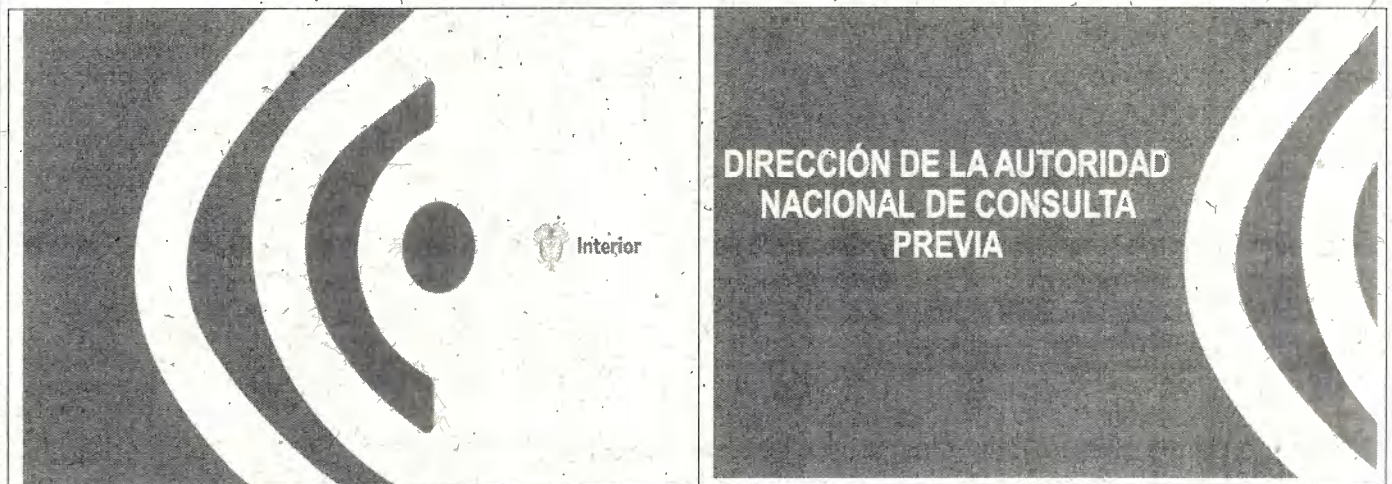 Interior
DIRECCIÓN DE LA AUTORIDAD
NACIONAL DE CONSULTA
PREVIA